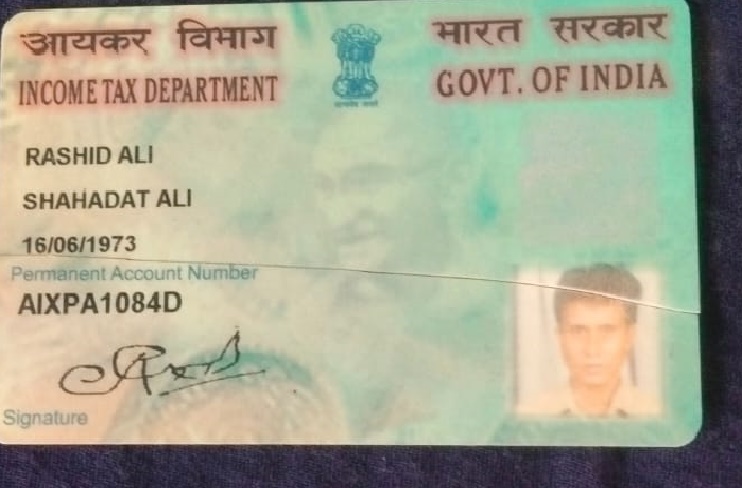 आयकर विभाग
INCOME TAX DEPARTMENT
भारत सरकार
GOVT. OF INDIA
RASHID ALI
SHAHADAT ALI
16/06/1973
Permanent Account Number
AIXPA1084D
Signature